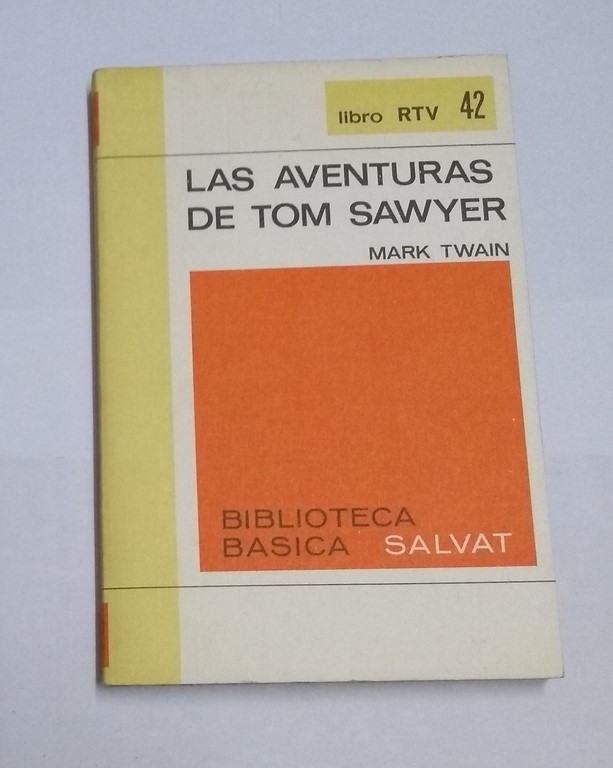 libro RTV 42
LAS AVENTURAS
DE TOM SAWYER
MARK TWAIN
BIBLIOTECA
BASICA SALVAT